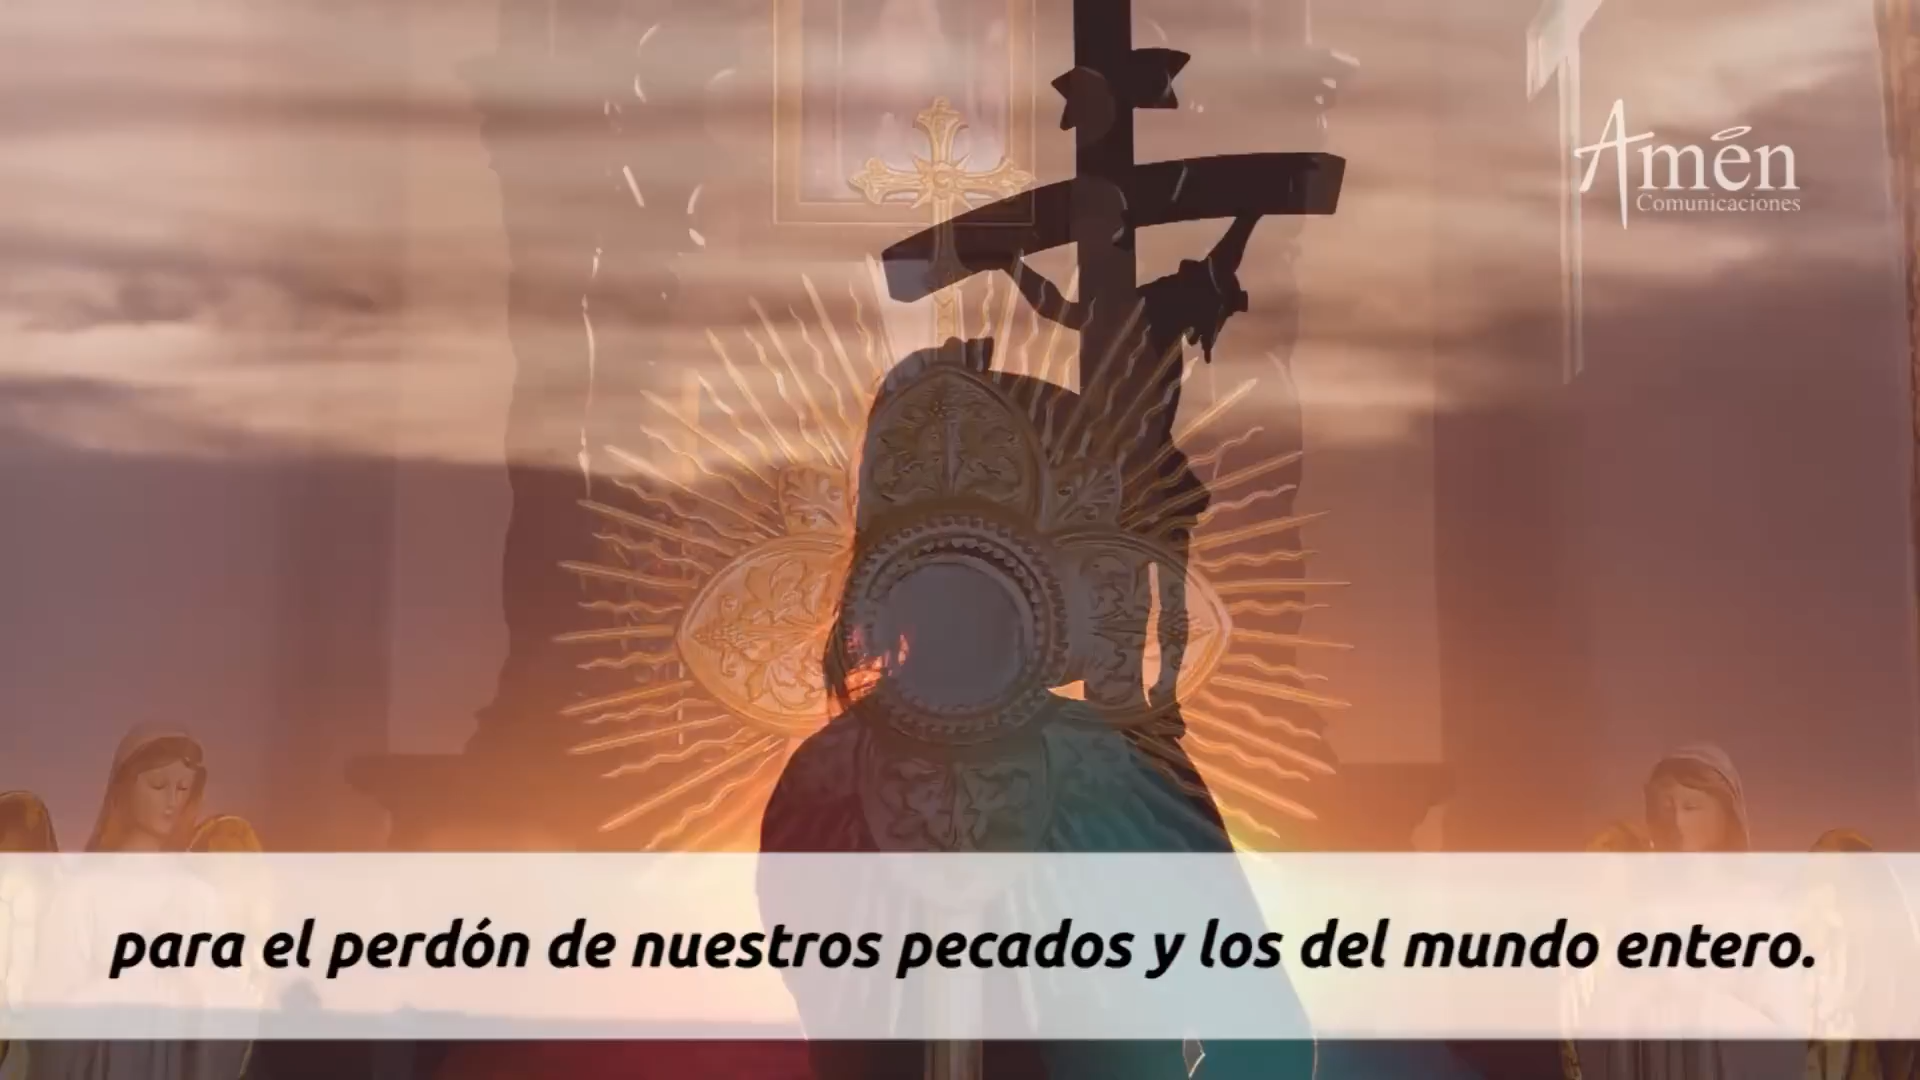 Amén
Comunicaciones
para el perdón de nuestros pecados y los del mundo entero.